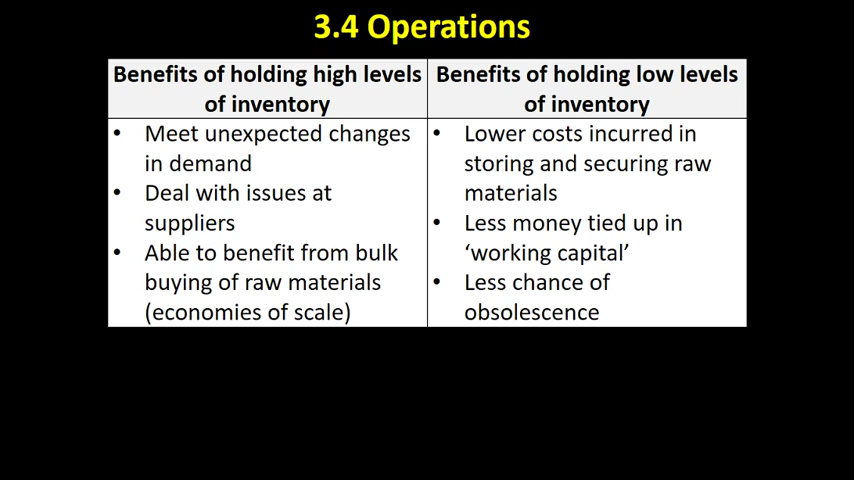 3.4 Operations
Benefits of holding high levels
of inventory
Benefits of holding low levels
of inventory
• Meet unexpected changes
in demand
• Deal with issues at
suppliers
• Able to benefit from bulk
buying of raw materials
(economies of scale)
• Lower costs incurred in
storing and securing raw
materials
• Less money tied up in
‘working capital’
• Less chance of
obsolescence